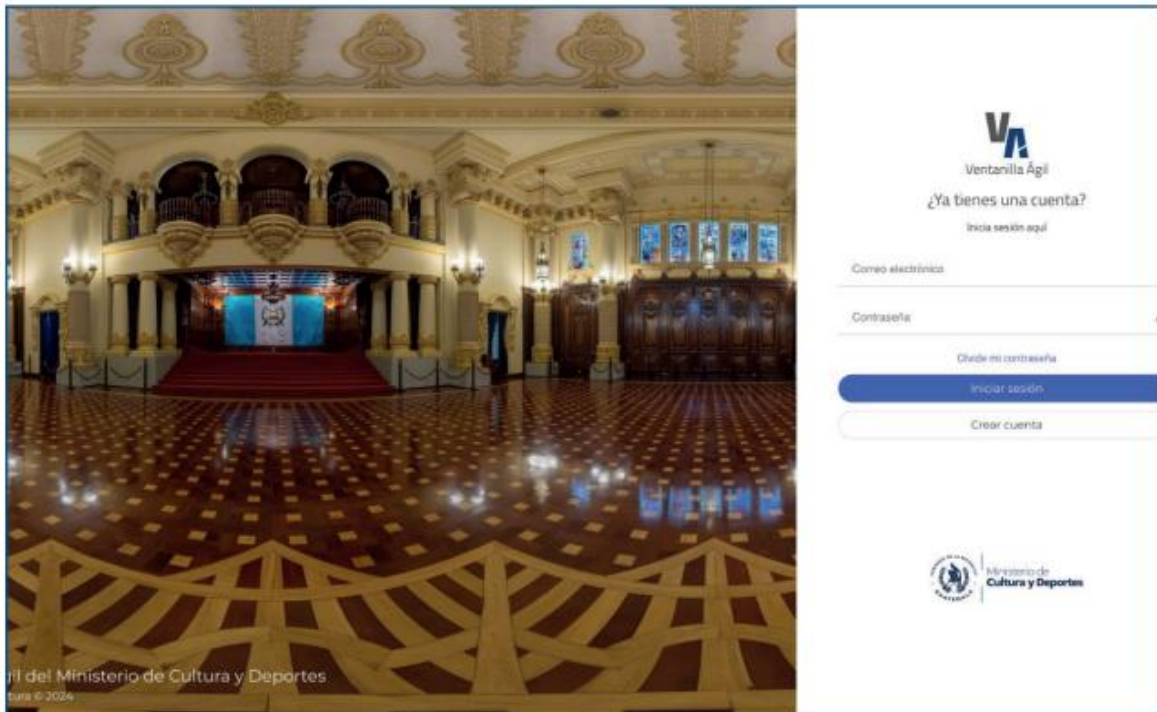 Ventanilla Ágil
¿Ya tienes una cuenta?
Inicia sesión aquí
Correo electrónico
Contraseña
Olvide mi contraseña
Iniciar sesión
Crear cuenta
Ministerio de
Cultura y Deportes
del Ministerio de Cultura y Deportes
© 2024